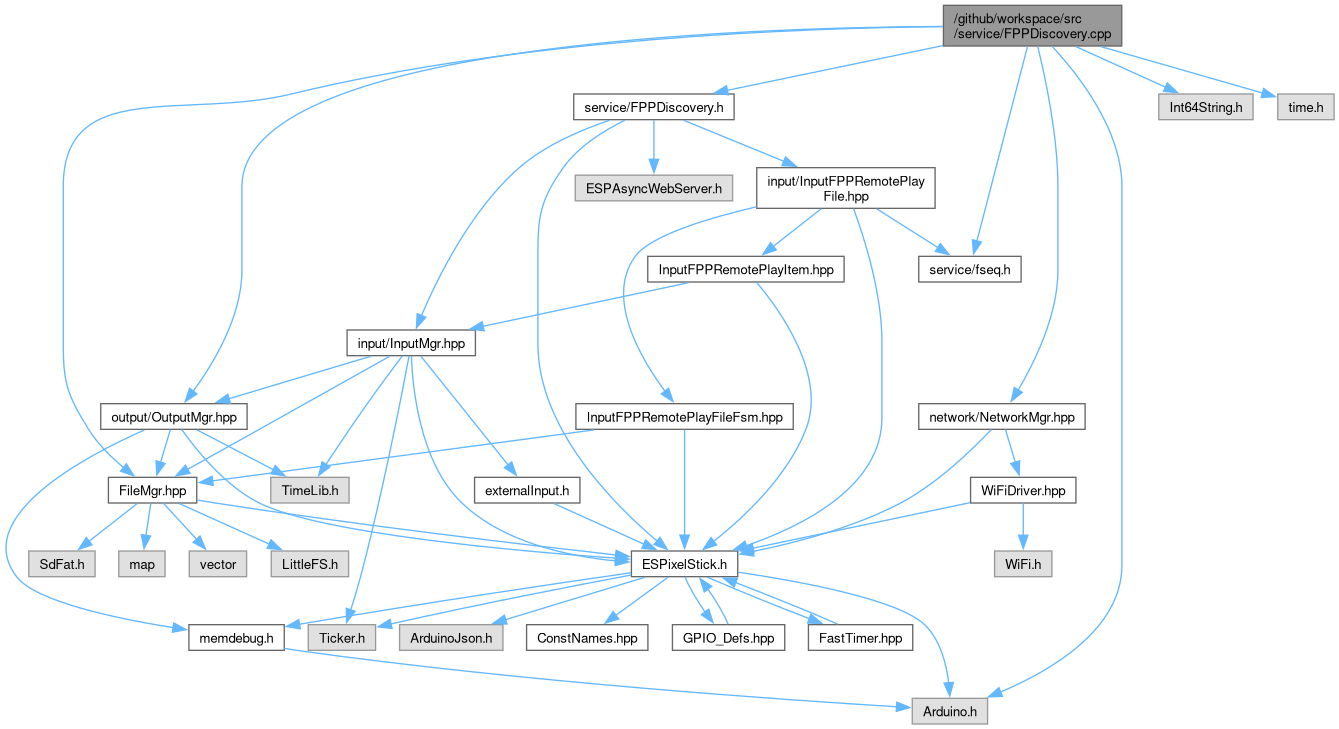 /github/workspace/src
/service/FPPDiscovery.cpp
service/FPPDiscovery.h
Int64String.h
time.h
ESPAsyncWebServer.h
input/InputFPPRemotePlay
File.hpp
InputFPPRemotePlayItem.hpp
service/fseq.h
input/InputMgr.hpp
output/OutputMgr.hpp
InputFPPRemotePlayFileFsm.hpp
network/NetworkMgr.hpp
FileMgr.hpp
TimeLib.h
externalInput.h
WiFiDriver.hpp
SdFat.h
map
vector
LittleFS.h
ESPixelStick.h
WiFi.h
memdebug.h
Ticker.h
ArduinoJson.h
ConstNames.hpp
GPIO_Defs.hpp
FastTimer.hpp
Arduino.h